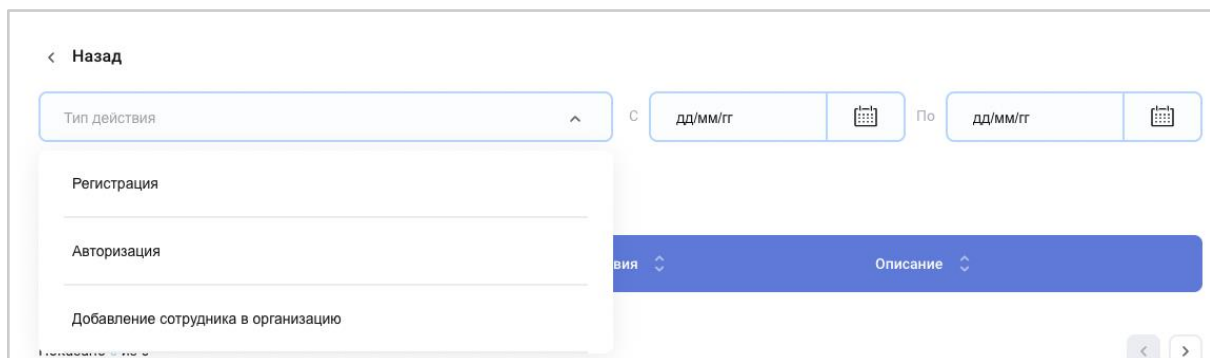 Назад
Тип действия
С дд/мм/гг По дд/мм/гг
Регистрация
Авторизация
вия Описание
Добавление сотрудника в организацию